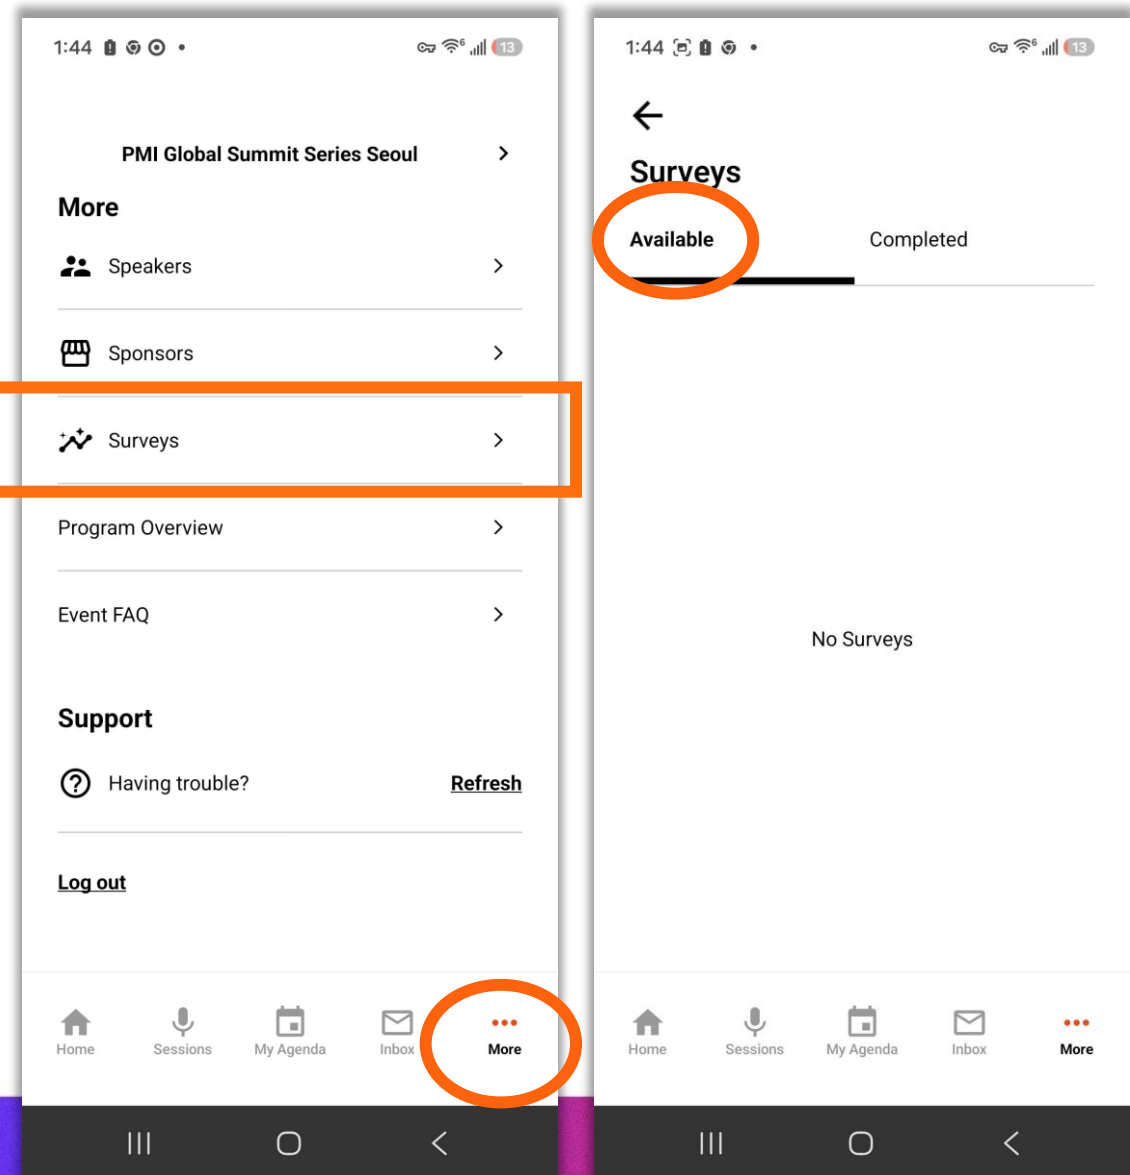 1:44
13
PMI Global Summit Series Seoul
More
Speakers
Sponsors
Surveys
Program Overview
Event FAQ
Support
Having trouble? Refresh
Log out
Home Sessions My Agenda Inbox More
1:44
13
Surveys
Available Completed
No Surveys
Home Sessions My Agenda Inbox More